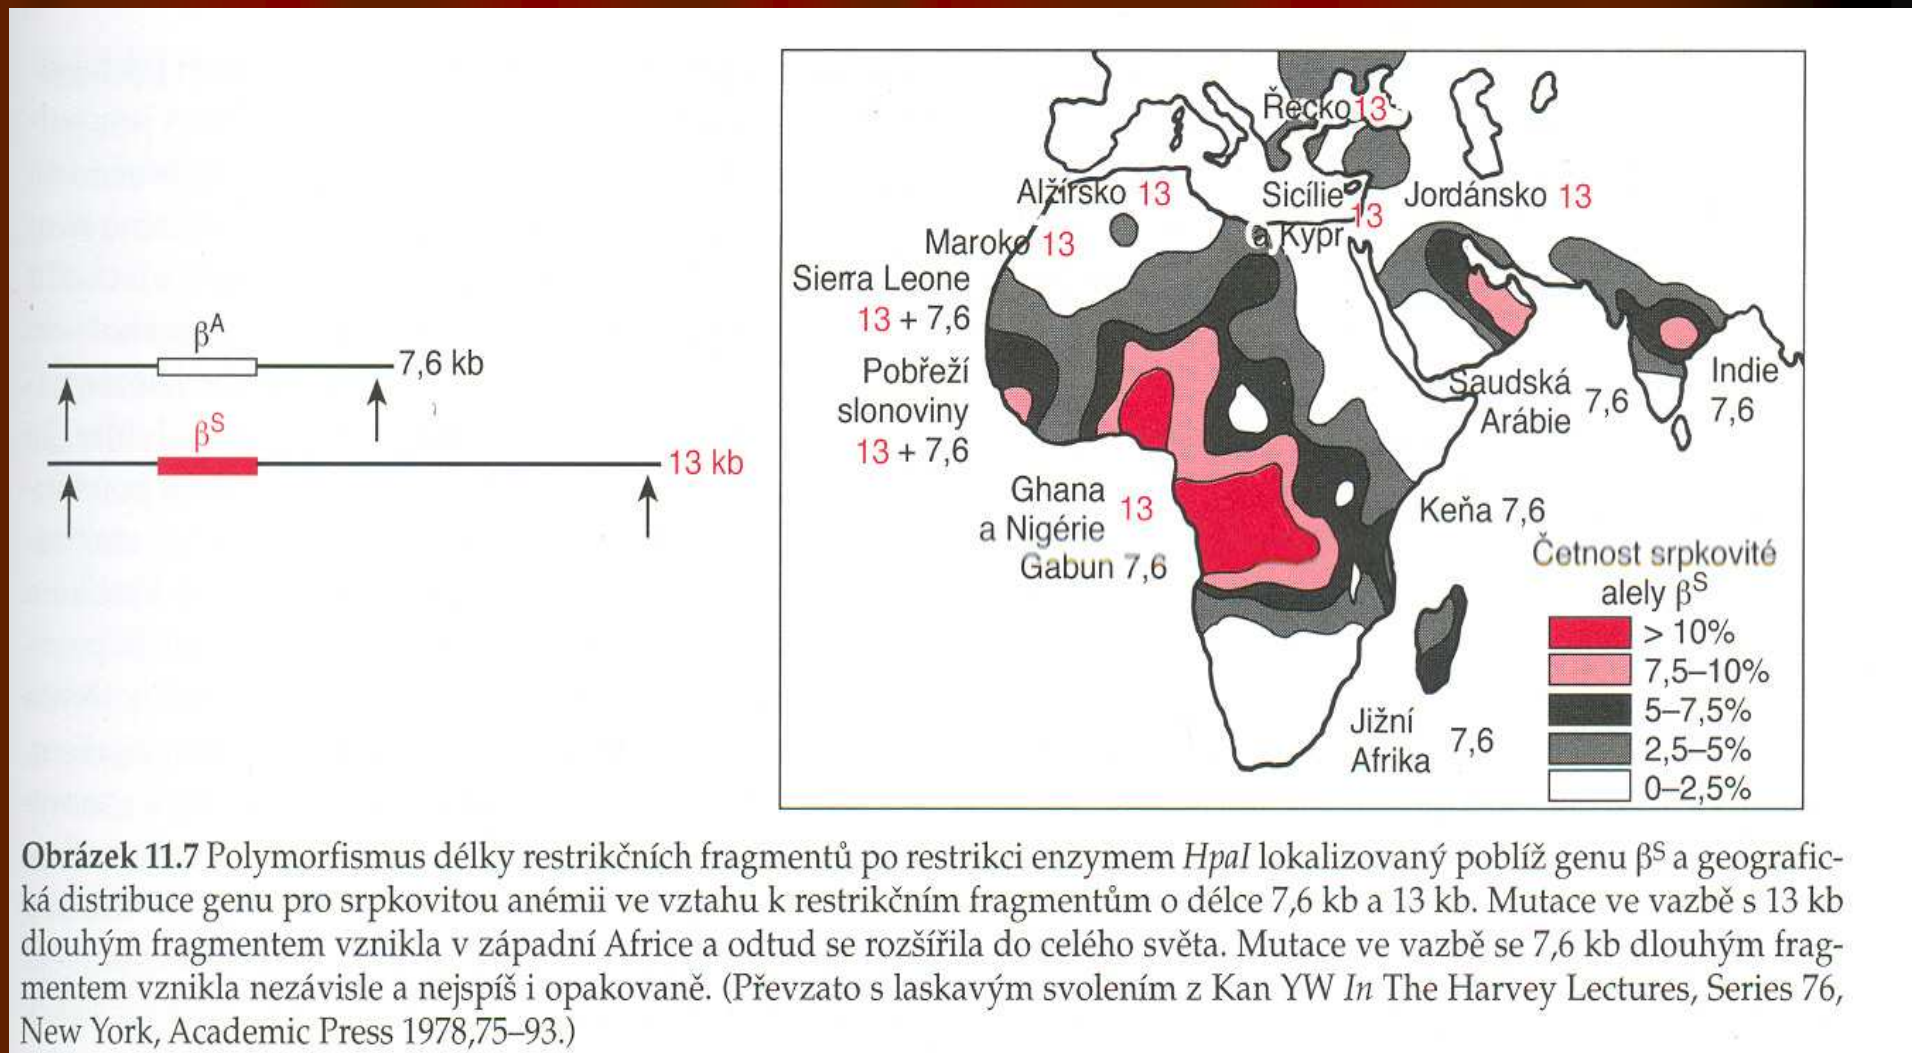 βA
7,6 kb
βS
13 kb
Řecko 13
Alžírsko 13
Sicílie
a Kypr
13
Jordánsko 13
Maroko 13
Sierra Leone
13 + 7,6
Pobřeží
slonoviny
13 + 7,6
Saudská
Arábie
7,6
Indie
7,6
Ghana
a Nigérie
13
Gabun 7,6
Keňa 7,6
Jižní
Afrika
7,6
Četnost srpkovité
alely βS
> 10%
7,5–10%
5–7,5%
2,5–5%
0–2,5%
Obrázek 11.7 Polymorfismus délky restrikčních fragmentů po restrikci enzymem HpaI lokalizovaný poblíž genu βS a geografic-
ká distribuce genu pro srpkovitou anémii ve vztahu k restrikčním fragmentům o délce 7,6 kb a 13 kb. Mutace ve vazbě s 13 kb
dlouhým fragmentem vznikla v západní Africe a odtud se rozšířila do celého světa. Mutace ve vazbě se 7,6 kb dlouhým frag-
mentem vznikla nezávisle a nejspíš i opakovaně. (Převzato s laskavým svolením z Kan YW In The Harvey Lectures, Series 76,
New York, Academic Press 1978,75–93.)